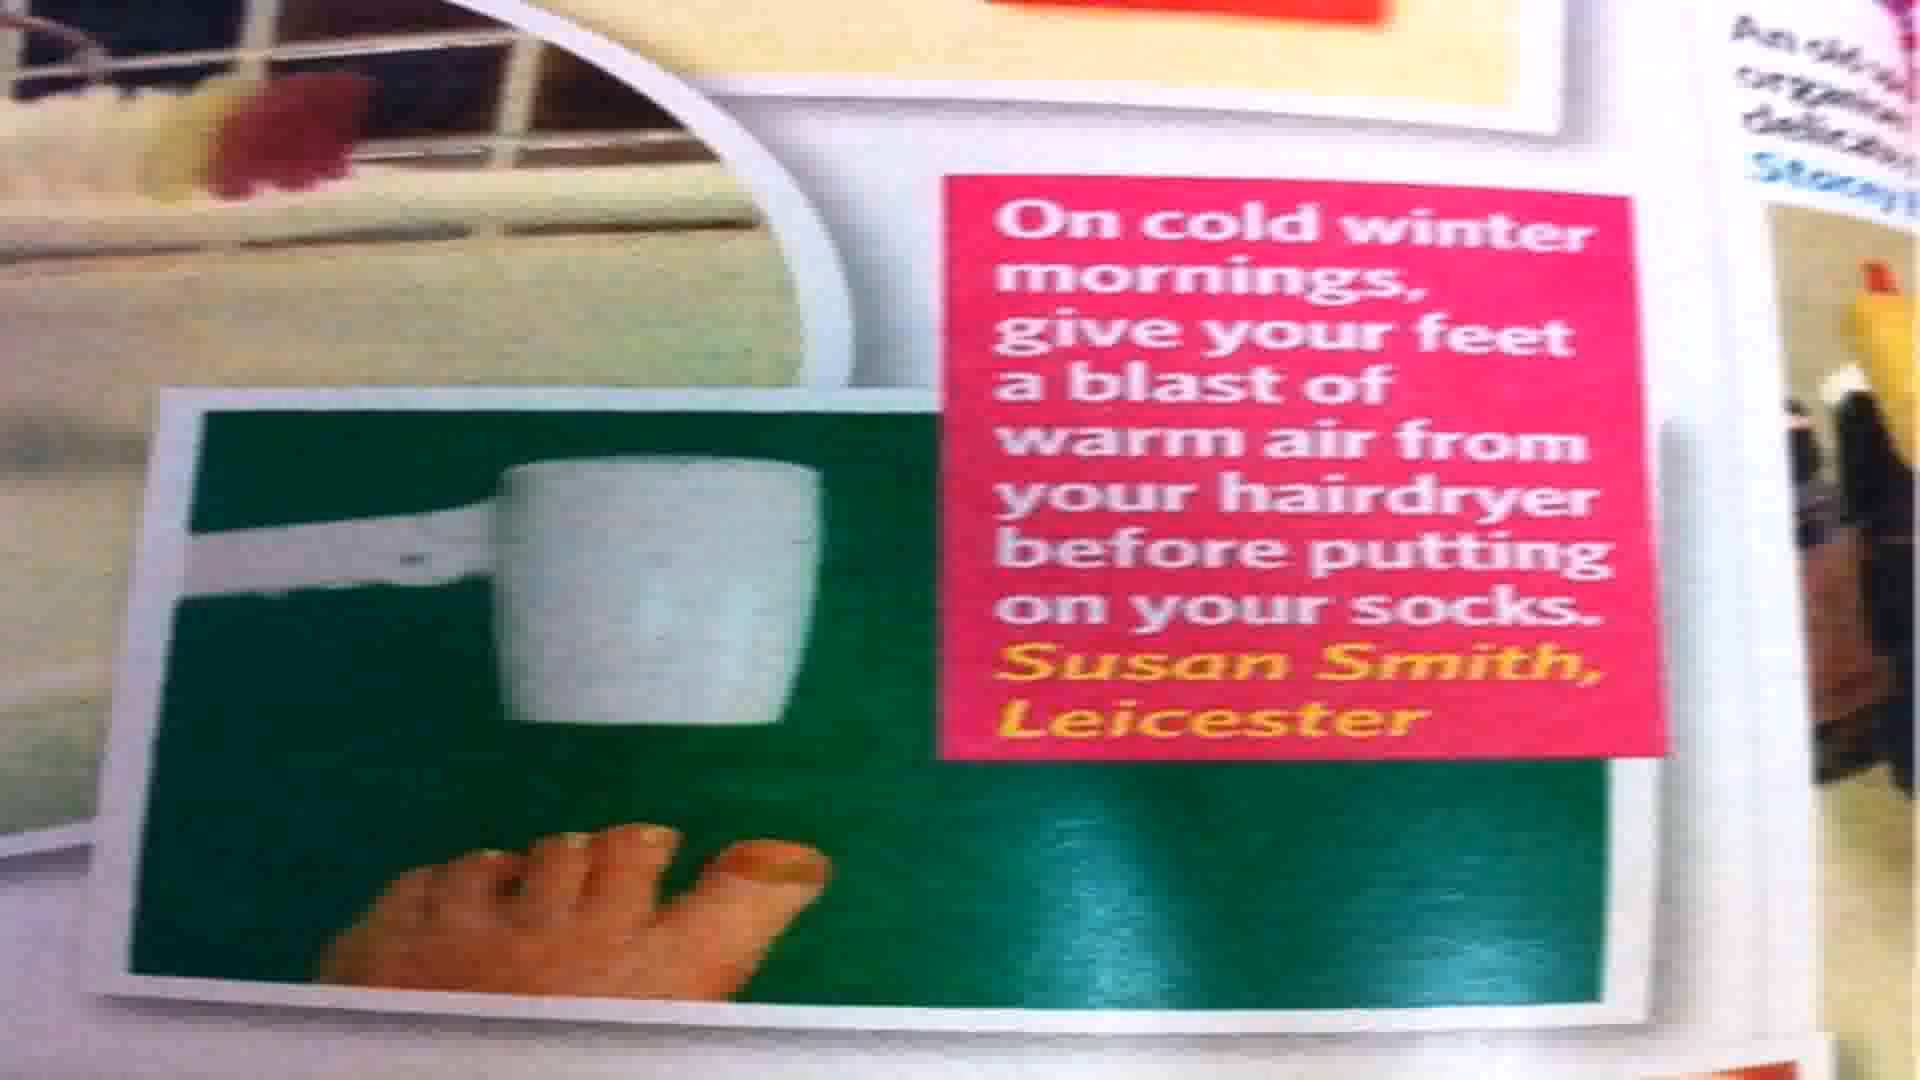 On cold winter
mornings,
give your feet
a blast of
warm air from
your hairdryer
before putting
on your socks.
Susan Smith,
Leicester